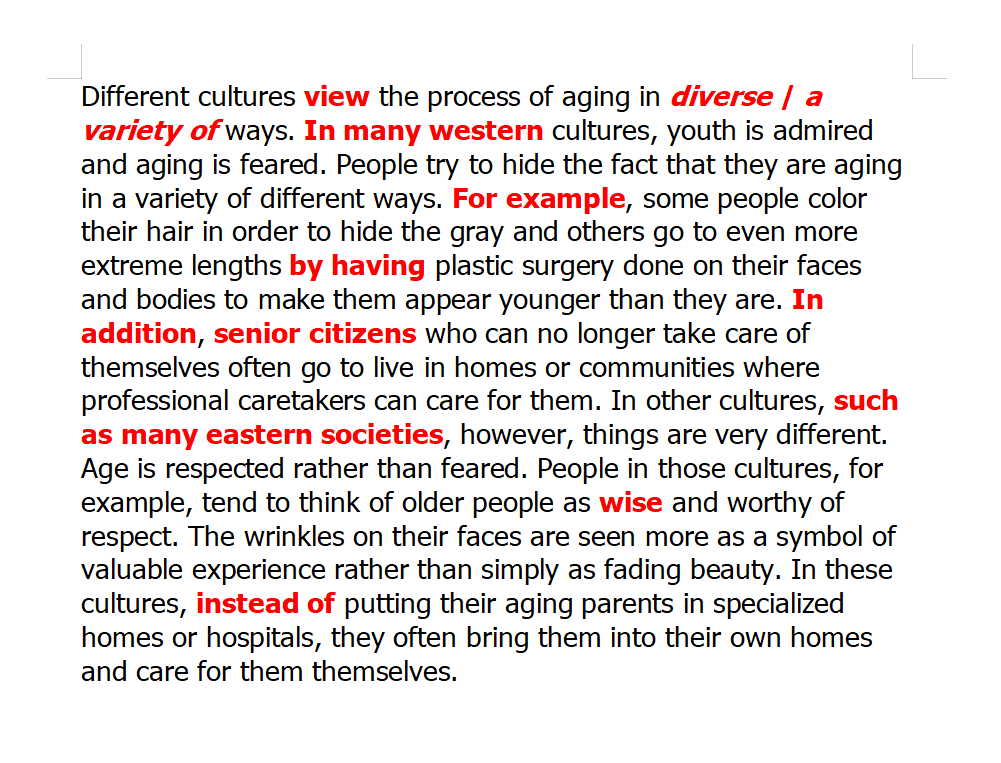 Different cultures view the process of aging in diverse / a
variety of ways. In many western cultures, youth is admired
and aging is feared. People try to hide the fact that they are aging
in a variety of different ways. For example, some people color
their hair in order to hide the gray and others go to even more
extreme lengths by having plastic surgery done on their faces
and bodies to make them appear younger than they are. In
addition, senior citizens who can no longer take care of
themselves often go to live in homes or communities where
professional caretakers can care for them. In other cultures, such
as many eastern societies, however, things are very different.
Age is respected rather than feared. People in those cultures, for
example, tend to think of older people as wise and worthy of
respect. The wrinkles on their faces are seen more as a symbol of
valuable experience rather than simply as fading beauty. In these
cultures, instead of putting their aging parents in specialized
homes or hospitals, they often bring them into their own homes
and care for them themselves.